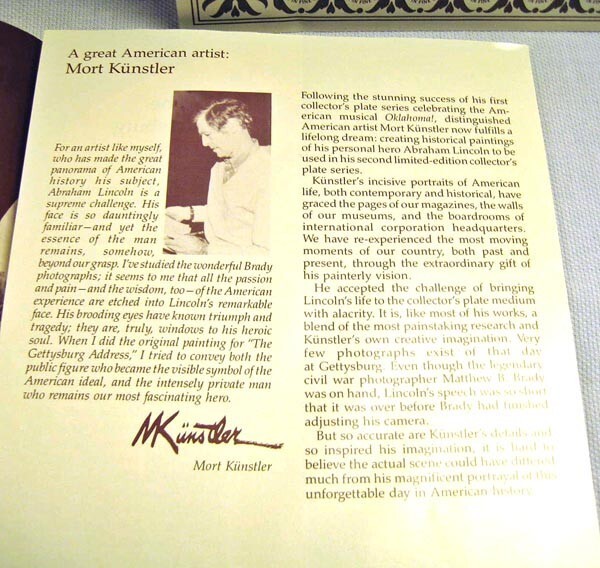 A great American artist:
Mort Künstler
For an artist like myself,
who has made the great
panorama of American
history his subject,
Abraham Lincoln is a
supreme challenge. His
face is so dauntingly
familiar—and yet the
essence of the man
remains, somehow,
beyond our grasp. I've studied the wonderful Brady
photographs; it seems to me that all the passion
and pain—and the wisdom, too—of the American
experience are etched into Lincoln's remarkable
face. His brooding eyes have known triumph and
tragedy; they are, truly, windows to his heroic
soul. When I did the original painting for "The
Gettysburg Address," I tried to convey both the
public figure who became the visible symbol of the
American ideal, and the intensely private man
who remains our most fascinating hero.
MKünstler
Mort Künstler
Following the stunning success of his first
collector's plate series celebrating the Am-
erican musical Oklahoma!, distinguished
American artist Mort Künstler now fulfills a
lifelong dream: creating historical paintings
of his personal hero Abraham Lincoln to be
used in his second limited-edition collector's
plate series.
Künstler's incisive portraits of American
life, both contemporary and historical, have
graced the pages of our magazines, the walls
of our museums, and the boardrooms of
international corporation headquarters.
We have re-experienced the most moving
moments of our country, both past and
present, through the extraordinary gift of
his painterly vision.
He accepted the challenge of bringing
Lincoln's life to the collector's plate medium
with alacrity. It is, like most of his works, a
blend of the most painstaking research and
Künstler's own creative imagination. Very
few photographs exist of that day
at Gettysburg. Even though the legendary
civil war photographer Matthew B. Brady
was on hand, Lincoln's speech was so short
that it was over before Brady had finished
adjusting his camera.
But so accurate are Künstler's details and
so inspired his imagination, it is hard to
believe the actual scene could have differed
much from his magnificent portrayal of this
unforgettable day in American history.